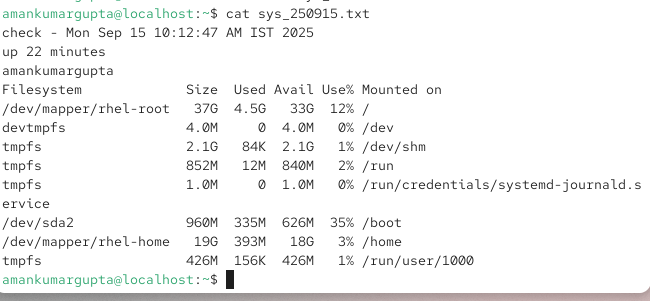 amankumargupta@localhost:~$ cat sys_250915.txt
check - Mon Sep 15 10:12:47 AM IST 2025
up 22 minutes
amankumargupta
Filesystem             Size  Used Avail Use% Mounted on
/dev/mapper/rhel-root   37G  4.5G   33G  12% /
devtmpfs               4.0M     0  4.0M   0% /dev
tmpfs                  2.1G   84K  2.1G   1% /dev/shm
tmpfs                  852M   12M  840M   2% /run
tmpfs                  1.0M     0  1.0M   0% /run/credentials/systemd-journald.s
ervice
/dev/sda2              960M  335M  626M  35% /boot
/dev/mapper/rhel-home   19G  393M   18G   3% /home
tmpfs                  426M  156K  426M   1% /run/user/1000
amankumargupta@localhost:~$